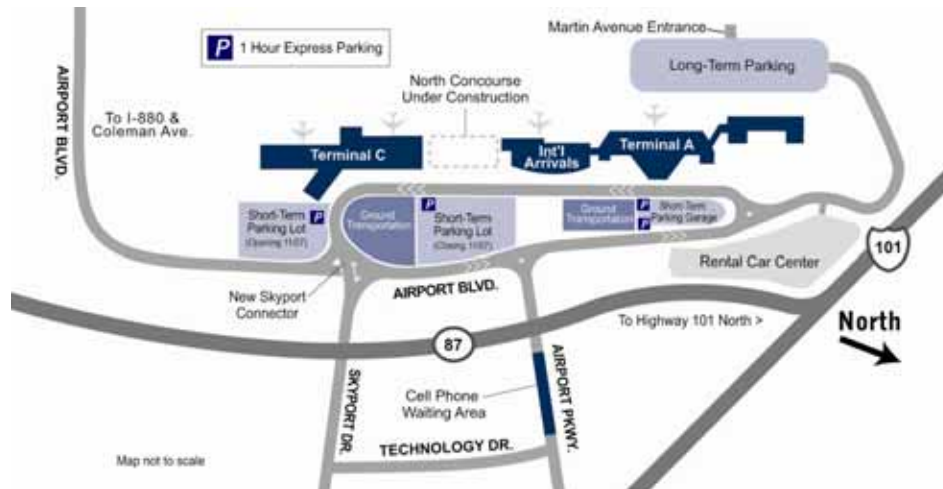 P 1 Hour Express Parking
Martin Avenue Entrance
Long-Term Parking
North Concourse
Under Construction
AIRPORT BLVD.
To I-880 &
Coleman Ave.
Terminal C
Int'l
Arrivals
Terminal A
Short-Term
Parking Lot
(Opening 11/07)
P
Ground
Transportation
P
Short-Term
Parking Lot
(Closing 11/07)
Ground
Transportation
P
P
Short-Term
Parking Garage
Rental Car Center
101
New Skyport
Connector
AIRPORT BLVD.
87
To Highway 101 North >
North
SKYPORT DR.
Cell Phone
Waiting Area
AIRPORT PKWY.
TECHNOLOGY DR.
Map not to scale